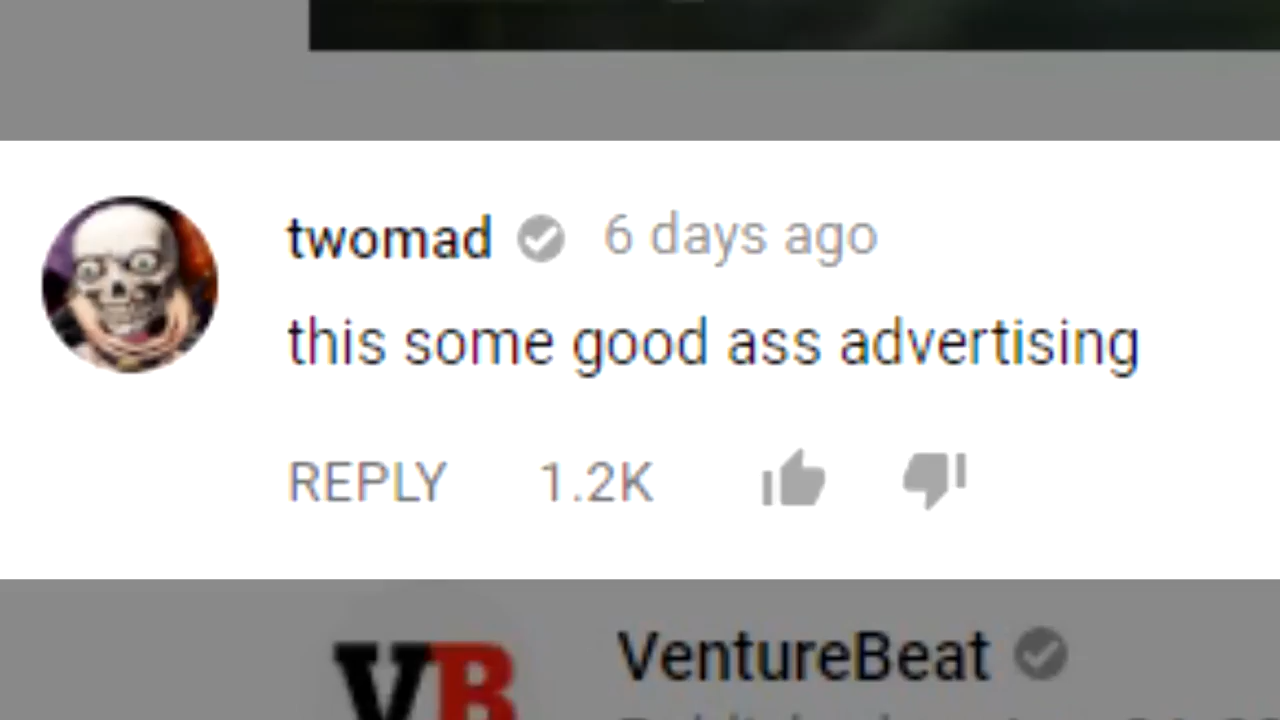 twomad 6 days ago
this some good ass advertising
REPLY 1.2K
VB
VentureBeat